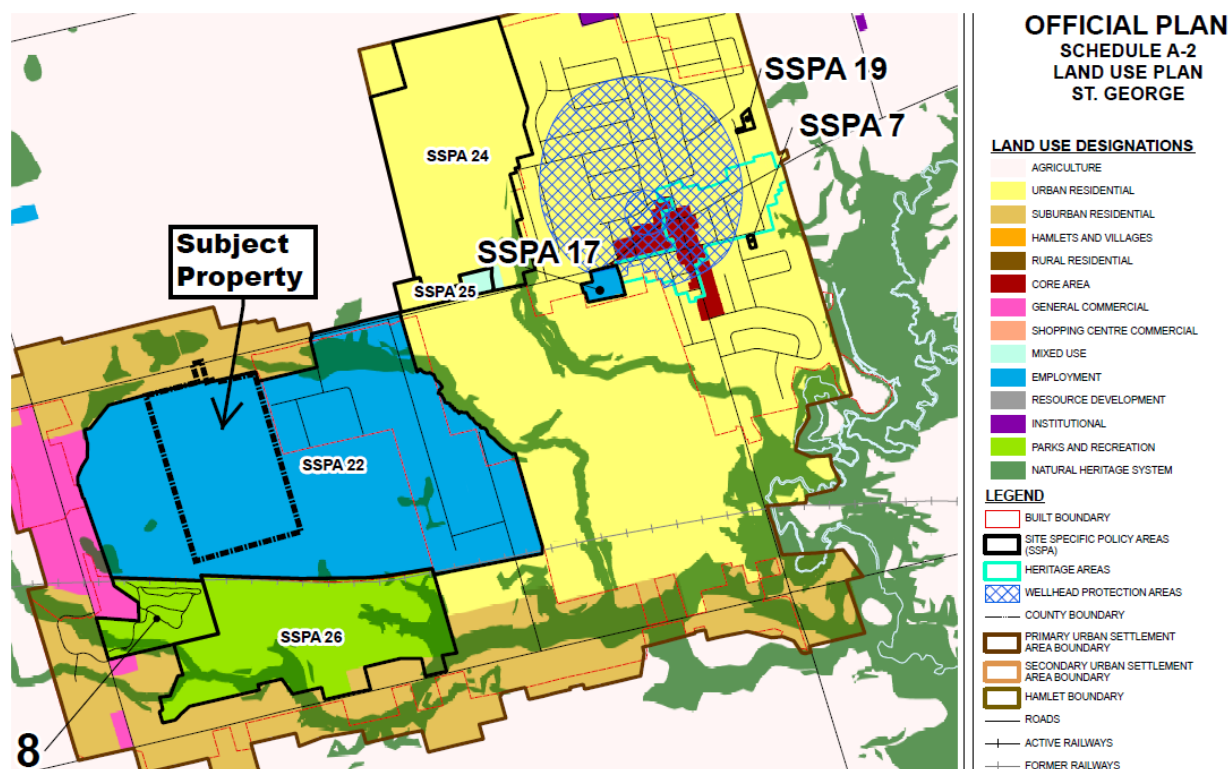 SSPA 19
SSPA 7
SSPA 24
Subject
Property
SSPA 17
SSPA 25
SSPA 22
SSPA 26
8
OFFICIAL PLAN
SCHEDULE A-2
LAND USE PLAN
ST. GEORGE
LAND USE DESIGNATIONS
AGRICULTURE
URBAN RESIDENTIAL
SUBURBAN RESIDENTIAL
HAMLETS AND VILLAGES
RURAL RESIDENTIAL
CORE AREA
GENERAL COMMERCIAL
SHOPPING CENTRE COMMERCIAL
MIXED USE
EMPLOYMENT
RESOURCE DEVELOPMENT
INSTITUTIONAL
PARKS AND RECREATION
NATURAL HERITAGE SYSTEM
LEGEND
BUILT BOUNDARY
SITE SPECIFIC POLICY AREAS
(SSPA)
HERITAGE AREAS
WELLHEAD PROTECTION AREAS
COUNTY BOUNDARY
PRIMARY URBAN SETTLEMENT
AREA BOUNDARY
SECONDARY URBAN SETTLEMENT
AREA BOUNDARY
HAMLET BOUNDARY
ROADS
ACTIVE RAILWAYS
FORMER RAILWAYS